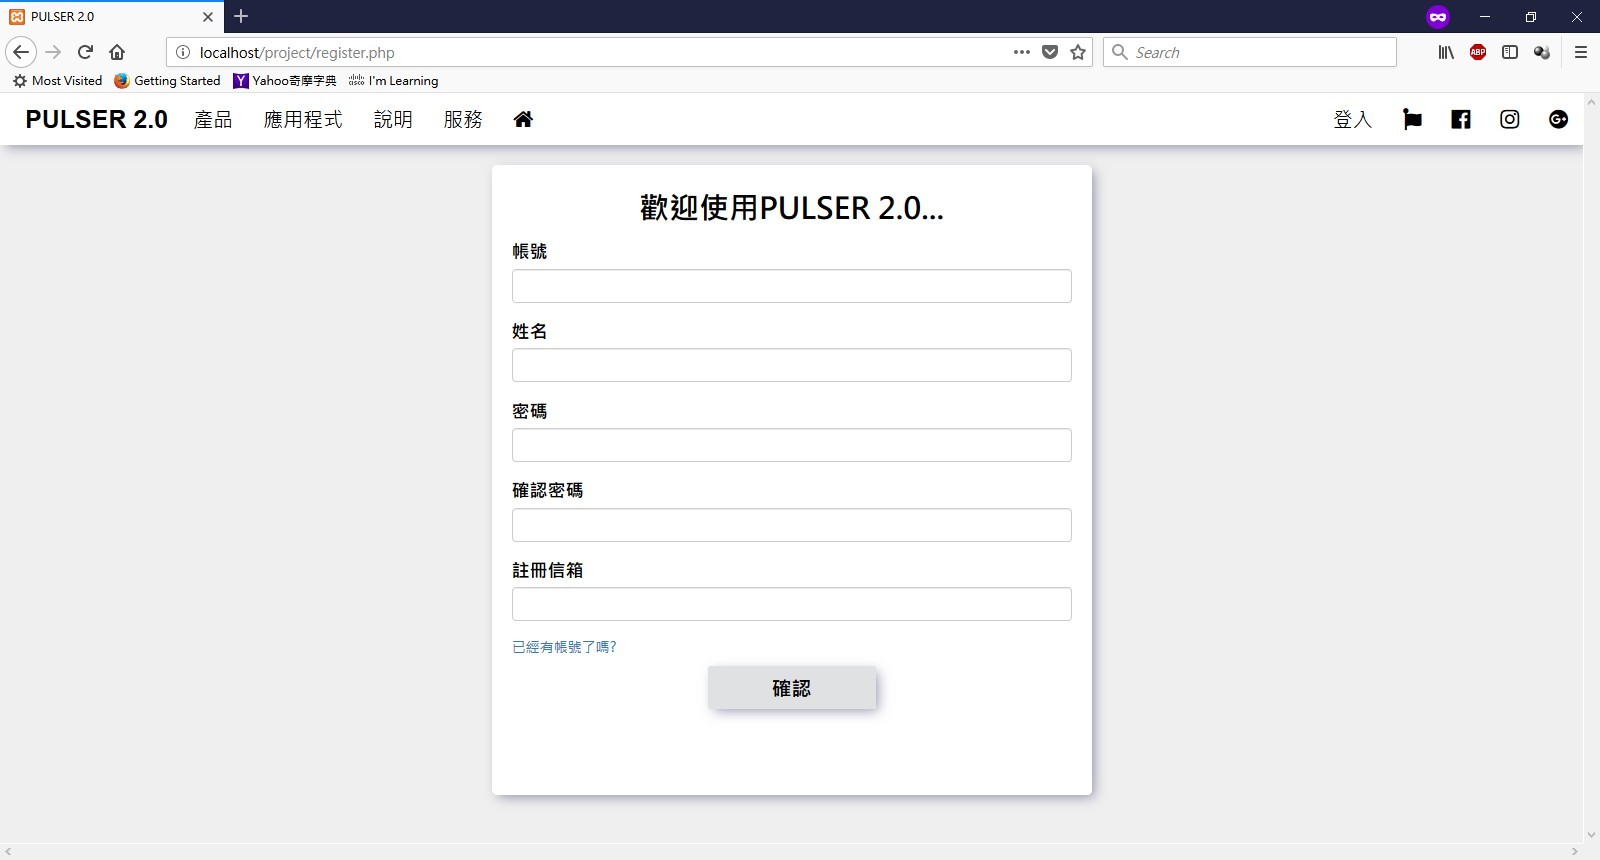 PULSER 2.0
localhost/project/register.php
Search
Most Visited Getting Started Yahoo奇摩字典 I'm Learning
PULSER 2.0 產品 應用程式 說明 服務 登入
歡迎使用PULSER 2.0...
帳號
姓名
密碼
確認密碼
註冊信箱
已經有帳號了嗎?
確認